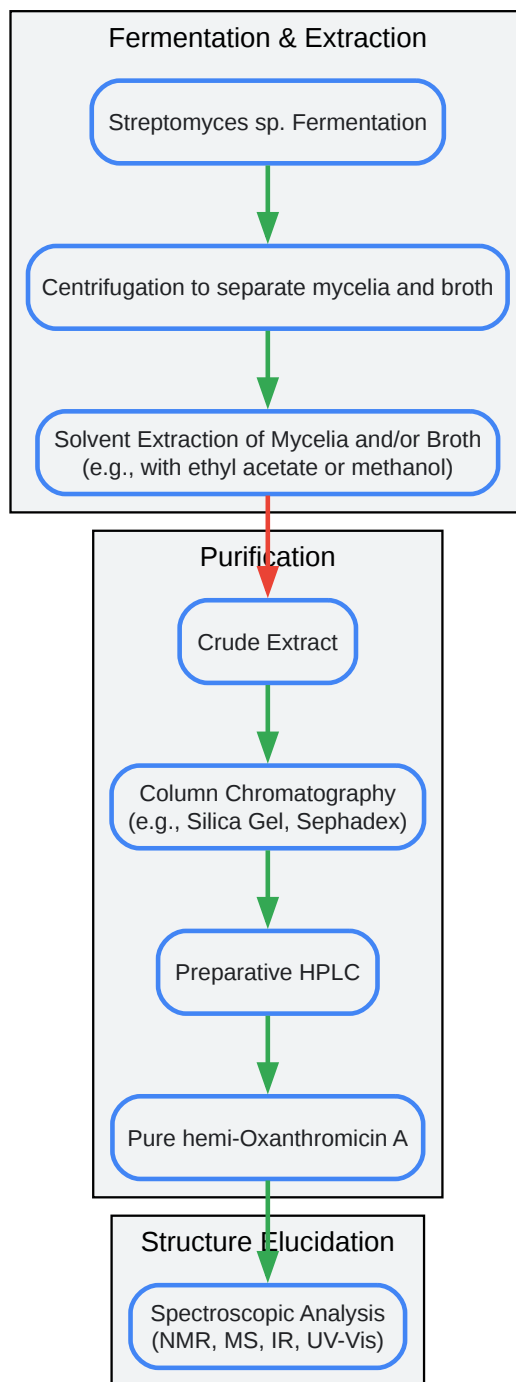 Fermentation & Extraction
Streptomyces sp. Fermentation
Centrifugation to separate mycelia and broth
Solvent Extraction of Mycelia and/or Broth
(e.g., with ethyl acetate or methanol)
Purification
Crude Extract
Column Chromatography
(e.g., Silica Gel, Sephadex)
Preparative HPLC
Pure hemi-Oxanthromicin A
Structure Elucidation
Spectroscopic Analysis
(NMR, MS, IR, UV-Vis)